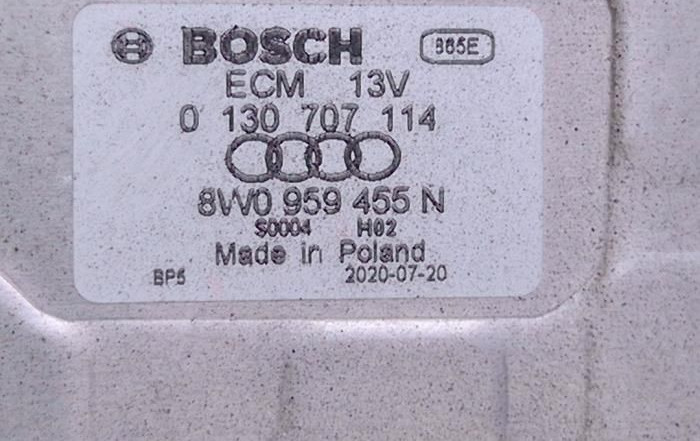 BOSCH 865E
ECM 13V
0 130 707 114
8W0 959 455 N
S0004 H02
Made in Poland
BP5 2020-07-20